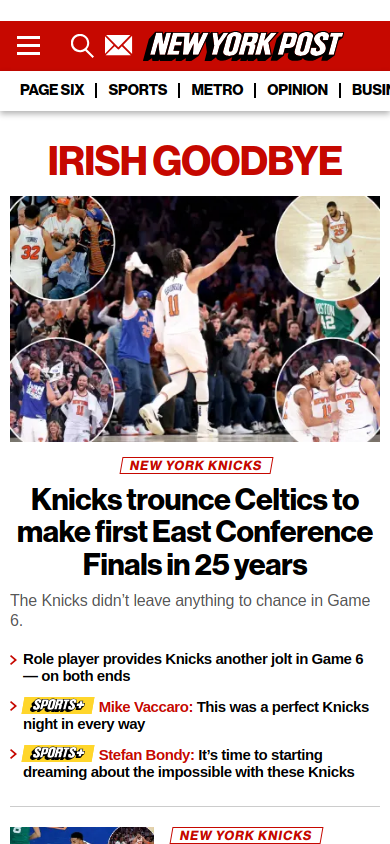 NEW YORK POST
PAGE SIX | SPORTS | METRO | OPINION | BUSIN
IRISH GOODBYE
32
BRUNSON
11
25
BOSTON
12
11
NEW YORK
3
NEW YORK KNICKS
Knicks trounce Celtics to
make first East Conference
Finals in 25 years
The Knicks didn’t leave anything to chance in Game
6.
Role player provides Knicks another jolt in Game 6
— on both ends
SPORTS+ Mike Vaccaro: This was a perfect Knicks
night in every way
SPORTS+ Stefan Bondy: It’s time to starting
dreaming about the impossible with these Knicks
NEW YORK KNICKS